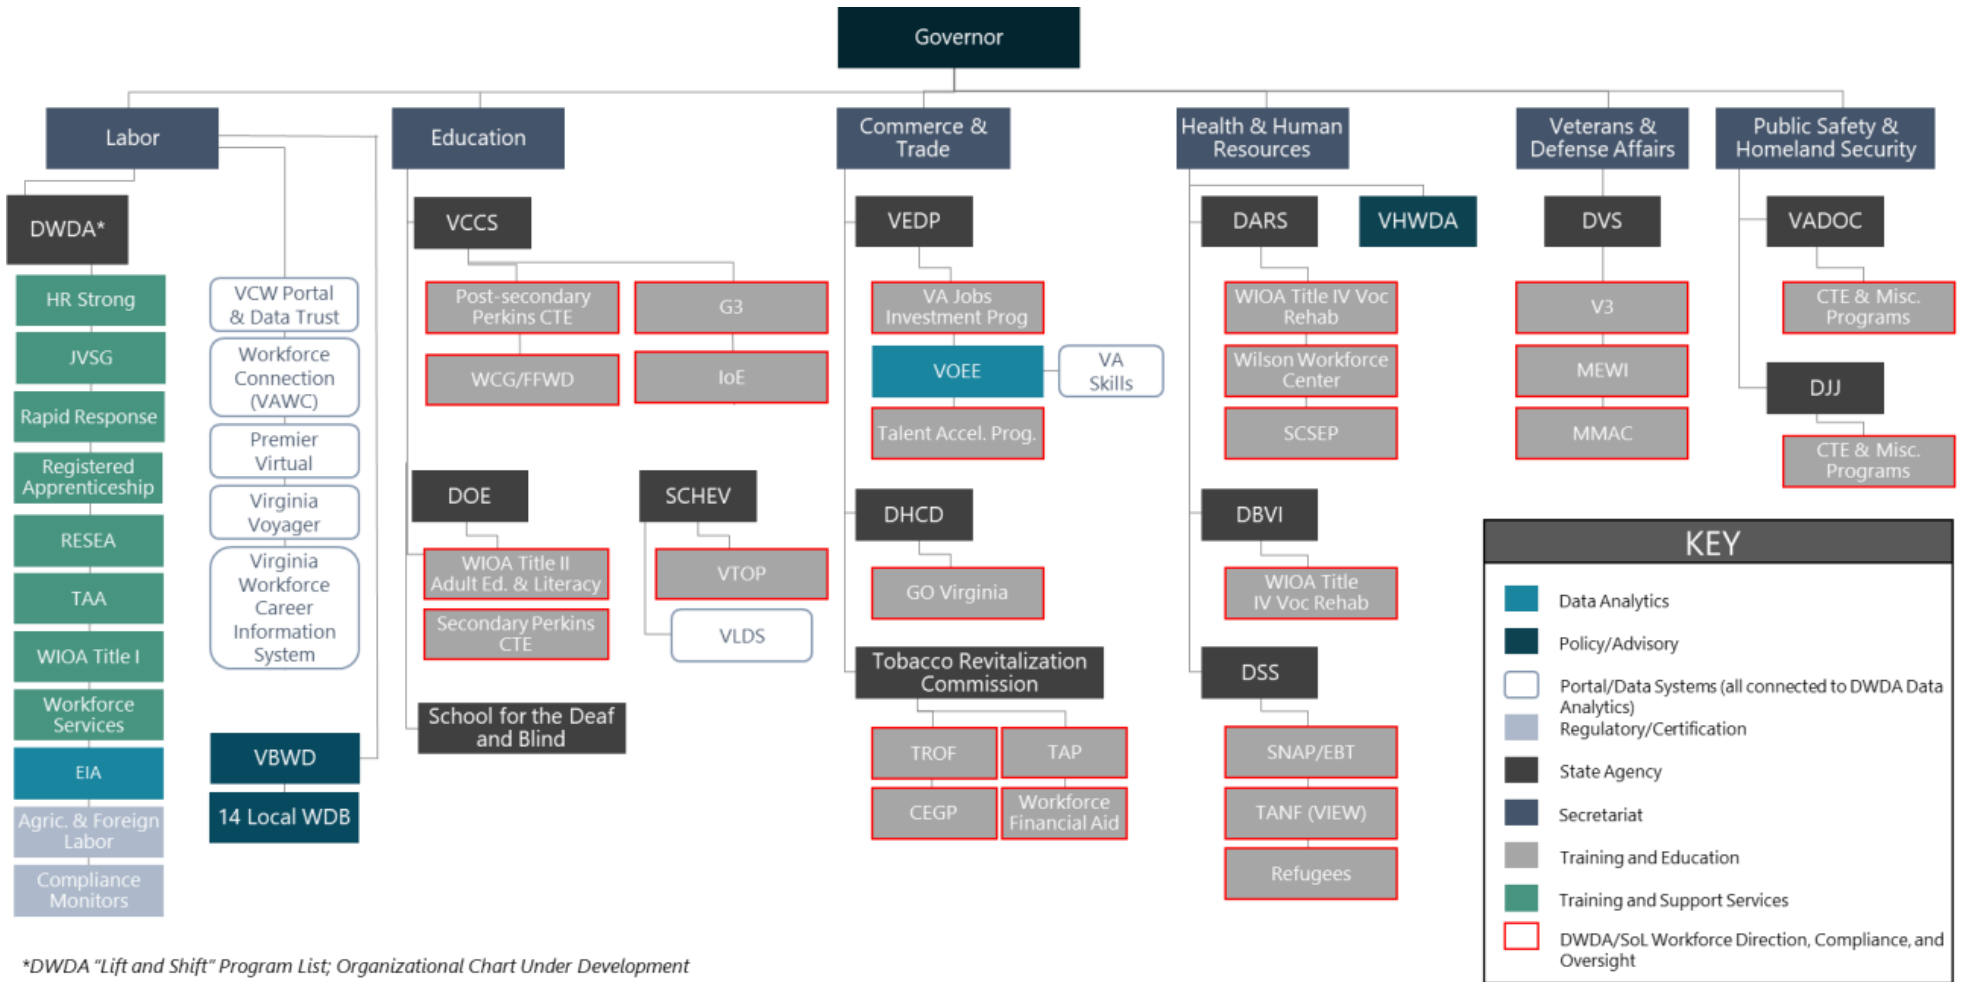 Governor
Labor
Education
Commerce &
Trade
Health & Human
Resources
Veterans &
Defense Affairs
Public Safety &
Homeland Security
DWDA*
HR Strong
JVSG
Rapid Response
Registered
Apprenticeship
RESEA
TAA
WIOA Title I
Workforce
Services
EIA
Agric. & Foreign
Labor
Compliance
Monitors
VCW Portal
& Data Trust
Workforce
Connection
(VAWC)
Premier
Virtual
Virginia
Voyager
Virginia
Workforce
Career
Information
System
VBWD
14 Local WDB
VCCS
Post-secondary
Perkins CTE
WCG/FFWD
G3
IoE
DOE
WIOA Title II
Adult Ed. & Literacy
Secondary Perkins
CTE
SCHEV
VTOP
VLDS
School for the Deaf
and Blind
VEDP
VA Jobs
Investment Prog
VOEE
VA
Skills
Talent Accel. Prog.
DHCD
GO Virginia
Tobacco Revitalization
Commission
TROF
TAP
CEGP
Workforce
Financial Aid
DARS
VHWDA
WIOA Title IV Voc
Rehab
Wilson Workforce
Center
SCSEP
DBVI
WIOA Title
IV Voc Rehab
DSS
SNAP/EBT
TANF (VIEW)
Refugees
DVS
V3
MEWI
MMAC
VADOC
CTE & Misc.
Programs
DJJ
CTE & Misc.
Programs
KEY
Data Analytics
Policy/Advisory
Portal/Data Systems (all connected to DWDA Data
Analytics)
Regulatory/Certification
State Agency
Secretariat
Training and Education
Training and Support Services
DWDA/SoL Workforce Direction, Compliance, and
Oversight
*DWDA "Lift and Shift" Program List; Organizational Chart Under Development